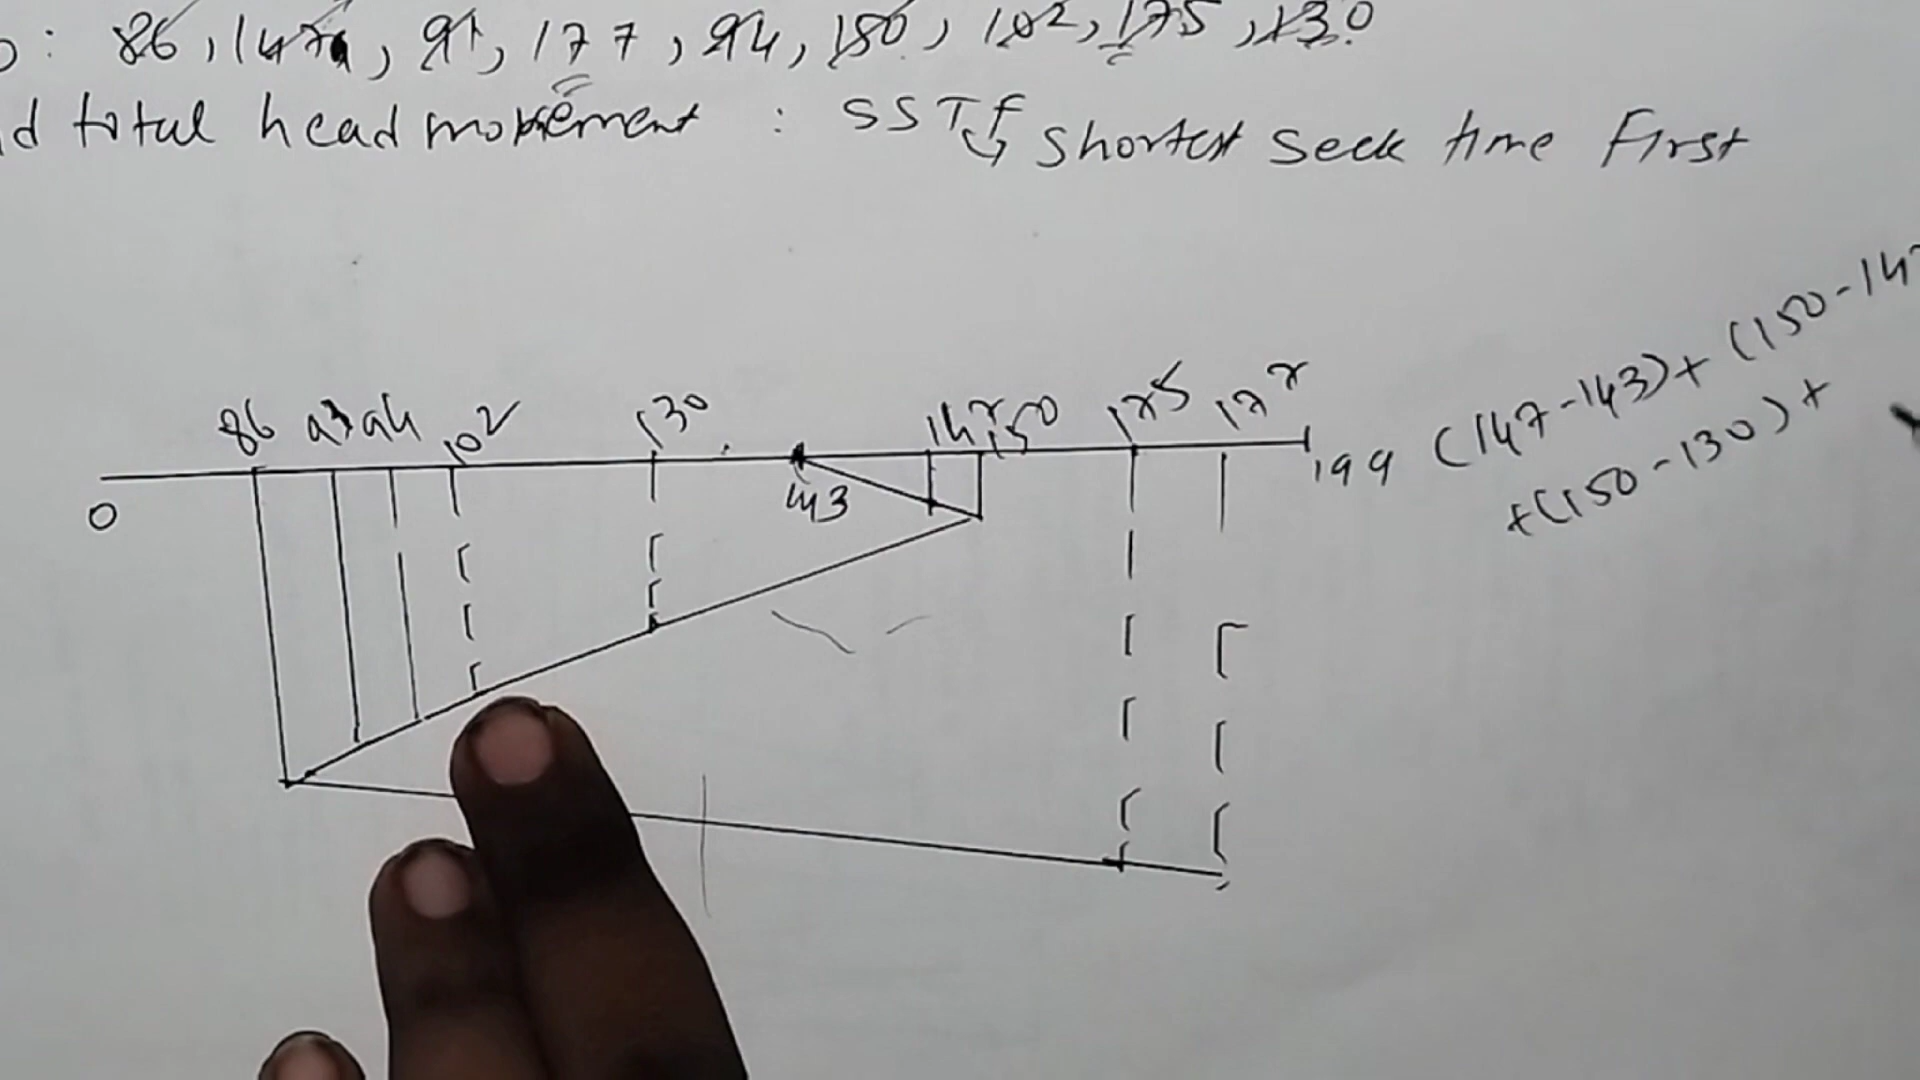 : 86, 147, 91, 177, 94, 150, 102, 175, 130
d total head movement : SSTF Shortest Seek time First
86 91 94 102 130 147 150 175 177
0 143 199
(147-143)+ (150-147
+(150-130)+